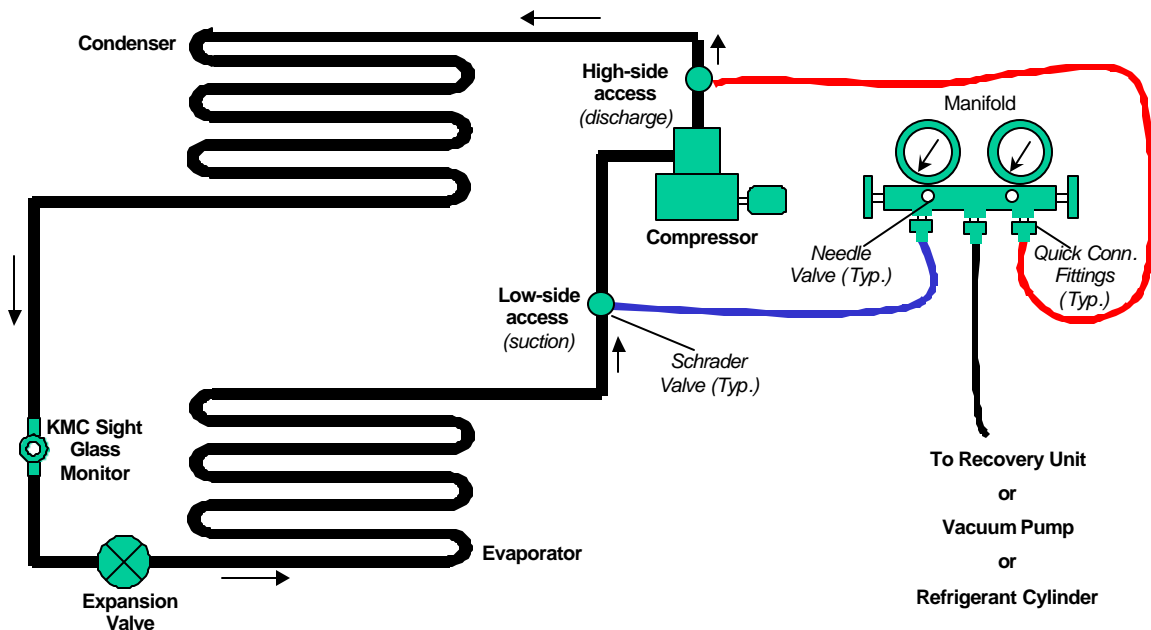 Condenser
High-side
access
(discharge)
Manifold
Compressor
Needle
Valve (Typ.)
Quick Conn.
Fittings
(Typ.)
Low-side
access
(suction)
Schrader
Valve (Typ.)
KMC Sight
Glass
Monitor
Evaporator
Expansion
Valve
To Recovery Unit
or
Vacuum Pump
or
Refrigerant Cylinder